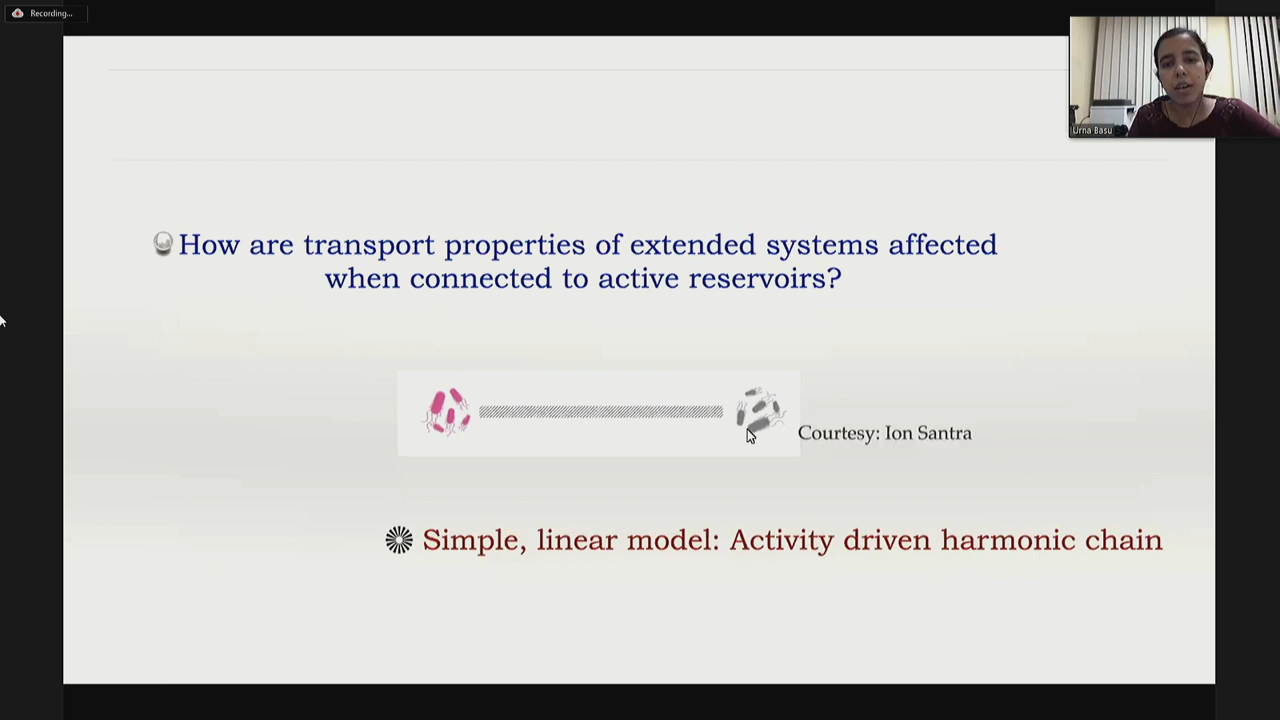 Recording...
Urna Basu
How are transport properties of extended systems affected
when connected to active reservoirs?
Courtesy: Ion Santra
Simple, linear model: Activity driven harmonic chain